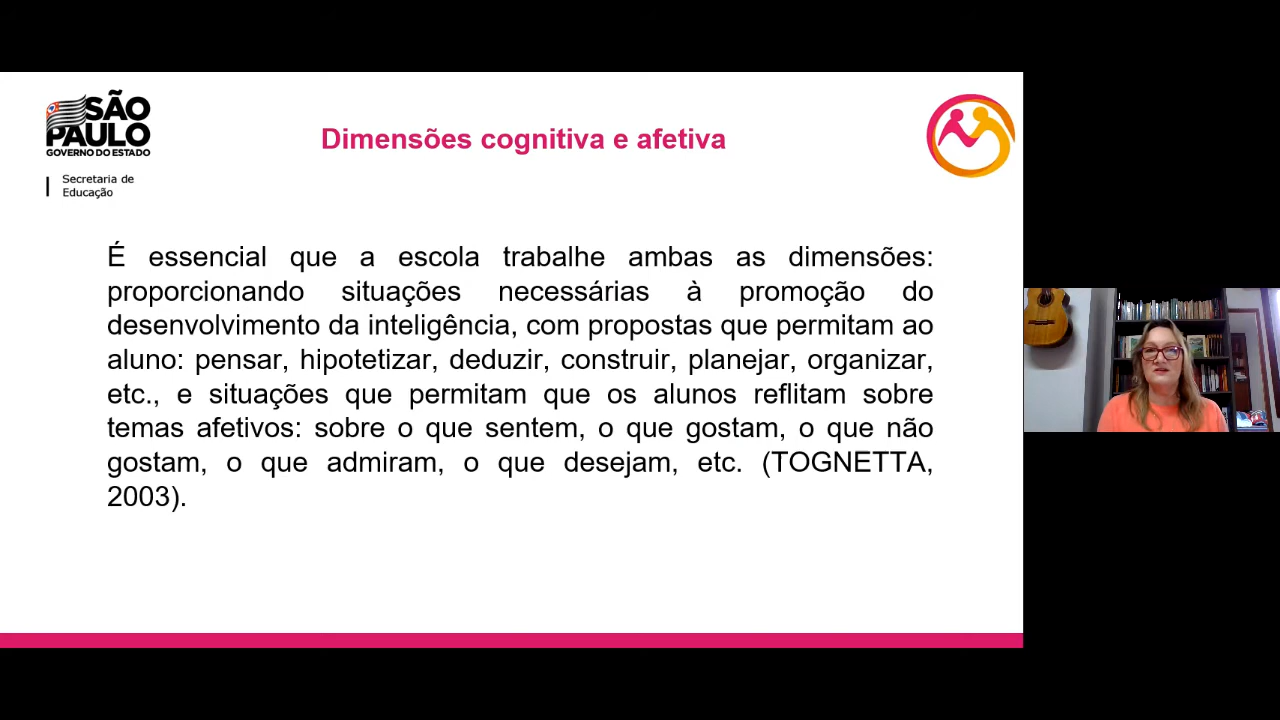 SÃO
PAULO
GOVERNO DO ESTADO
Secretaria de
Educação
Dimensões cognitiva e afetiva
É essencial que a escola trabalhe ambas as dimensões:
proporcionando situações necessárias à promoção do
desenvolvimento da inteligência, com propostas que permitam ao
aluno: pensar, hipotetizar, deduzir, construir, planejar, organizar,
etc., e situações que permitam que os alunos reflitam sobre
temas afetivos: sobre o que sentem, o que gostam, o que não
gostam, o que admiram, o que desejam, etc. (TOGNETTA,
2003).